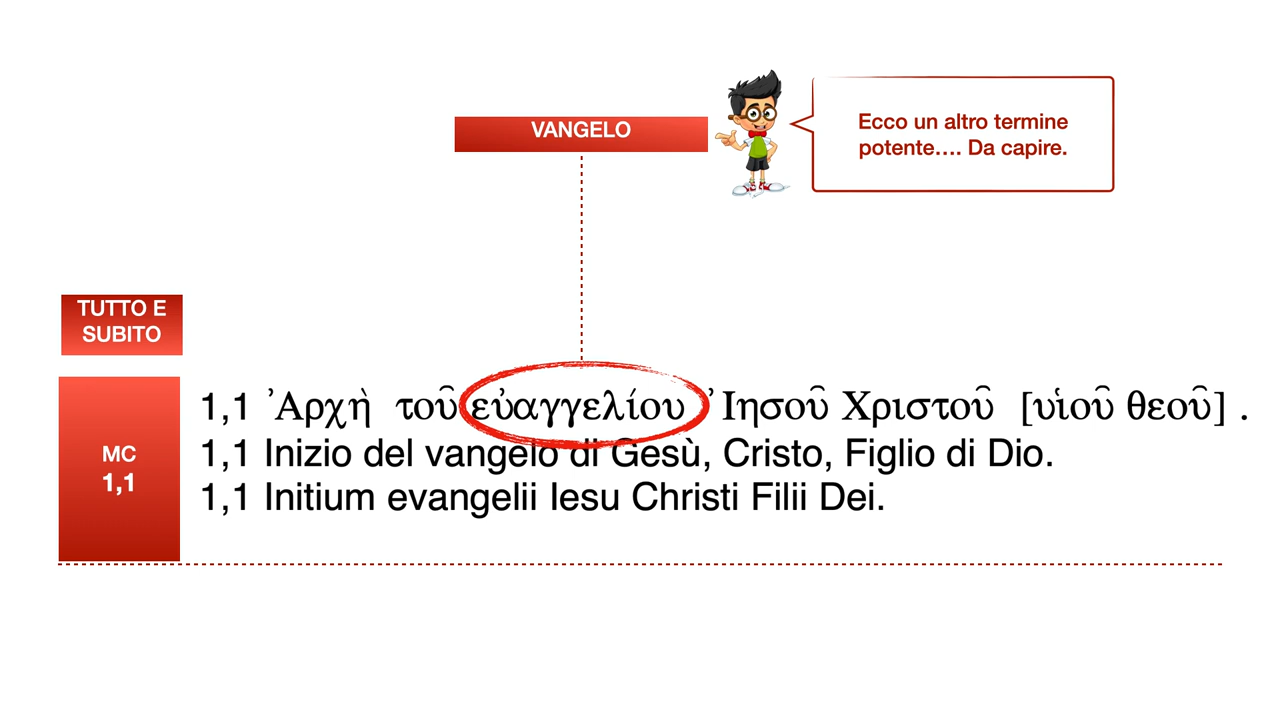 VANGELO
Ecco un altro termine
potente.... Da capire.
TUTTO E
SUBITO
MC
1,1
1,1 Ἀρχὴ τοῦ εὐαγγελίου Ἰησοῦ Χριστοῦ [υἱοῦ θεοῦ] .
1,1 Inizio del vangelo di Gesù, Cristo, Figlio di Dio.
1,1 Initium evangelii Iesu Christi Filii Dei.